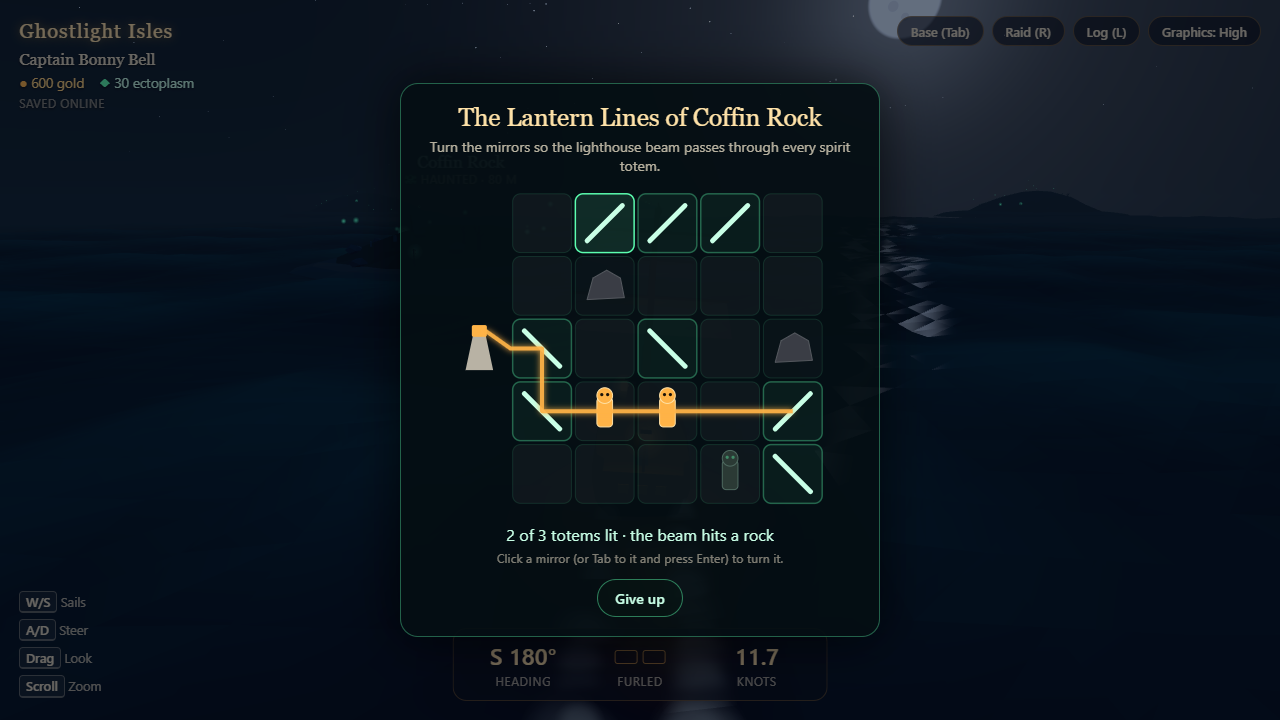 Ghostlight Isles
Captain Bonny Bell
600 gold 30 ectoplasm
SAVED ONLINE
Base (Tab) Raid (R) Log (L) Graphics: High
The Lantern Lines of Coffin Rock
Turn the mirrors so the lighthouse beam passes through every spirit
totem.
Coffin Rock
2 of 3 totems lit · the beam hits a rock
Click a mirror (or Tab to it and press Enter) to turn it.
Give up
W/S Sails
A/D Steer
Drag Look
Scroll Zoom
S 180° 11.7
HEADING FURLED KNOTS